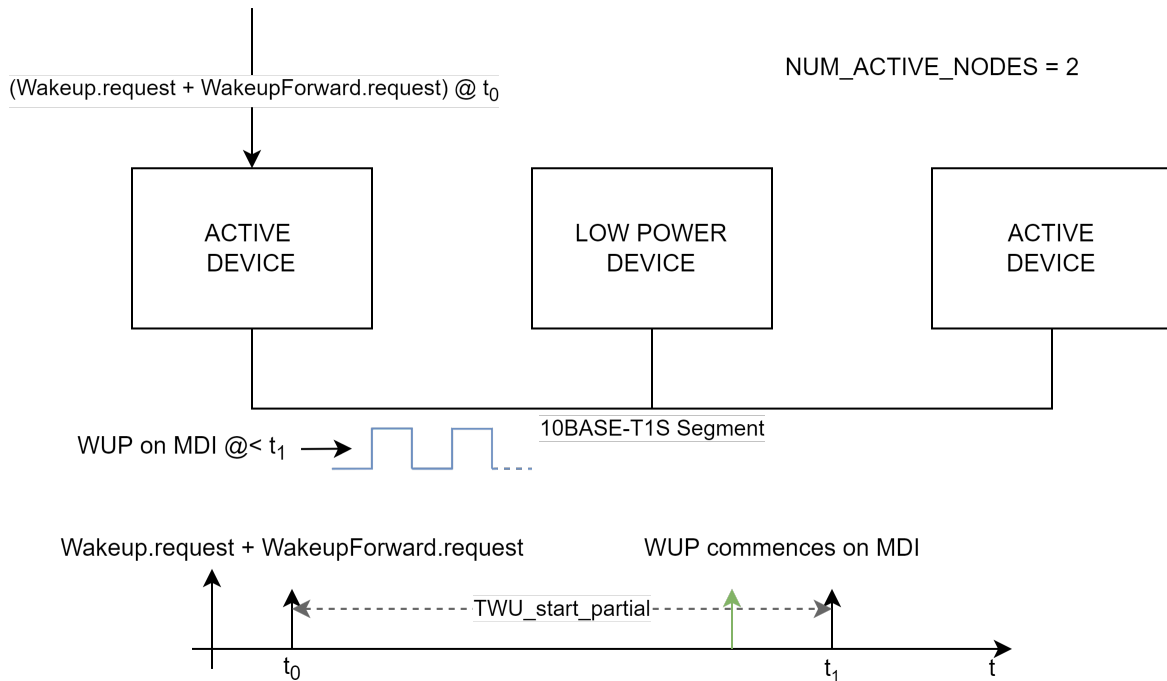 NUM_ACTIVE_NODES = 2
(Wakeup.request + WakeupForward.request) @ t0
ACTIVE
DEVICE
LOW POWER
DEVICE
ACTIVE
DEVICE
10BASE-T1S Segment
WUP on MDI @< t1
Wakeup.request + WakeupForward.request
WUP commences on MDI
TWU_start_partial
t0
t1
t